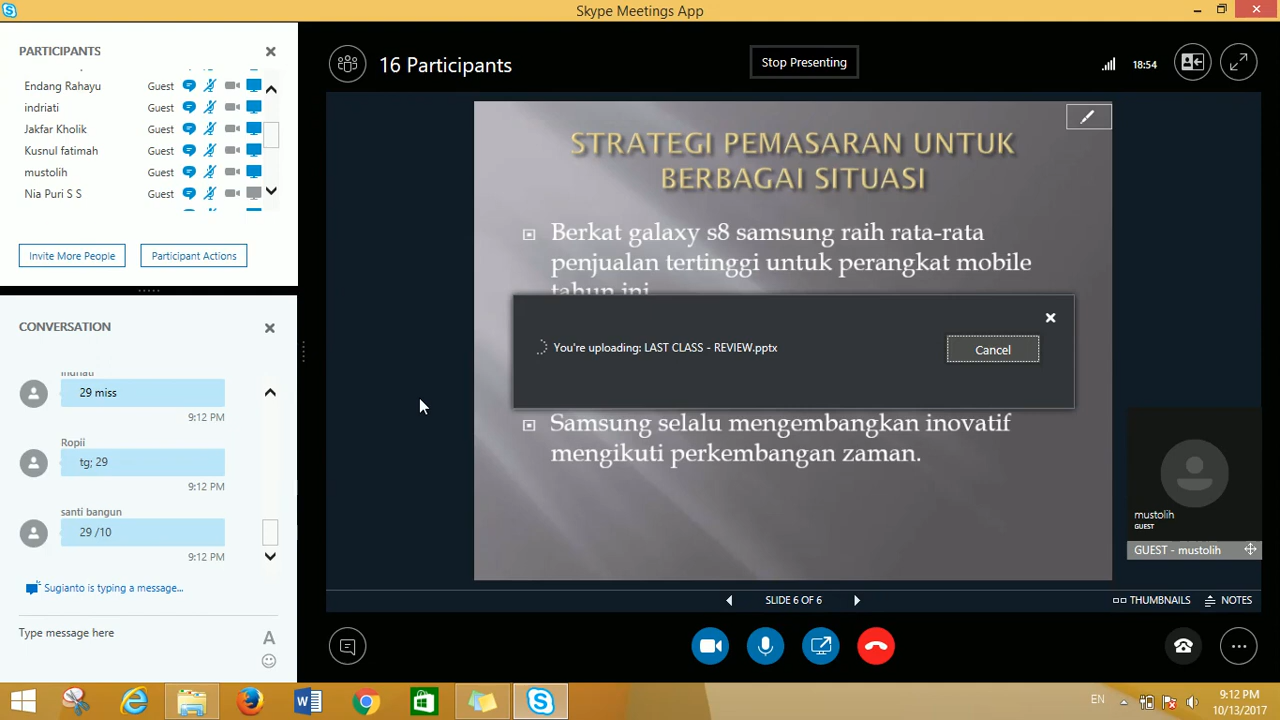 Skype Meetings App
PARTICIPANTS
Endang Rahayu Guest
indriati Guest
Jakfar Kholik Guest
Kusnul fatimah Guest
mustolih Guest
Nia Puri S S Guest
Invite More People
Participant Actions
CONVERSATION
indriati
29 miss
9:12 PM
Ropii
tg; 29
9:12 PM
santi bangun
29 /10
9:12 PM
Sugianto is typing a message...
Type message here
A
16 Participants
Stop Presenting
18:54
STRATEGI PEMASARAN UNTUK
BERBAGAI SITUASI
Berkat galaxy s8 samsung raih rata-rata
penjualan tertinggi untuk perangkat mobile
tahun ini
You're uploading: LAST CLASS - REVIEW.pptx
Cancel
Samsung selalu mengembangkan inovatif
mengikuti perkembangan zaman.
mustolih
GUEST
GUEST - mustolih
SLIDE 6 OF 6
THUMBNAILS
NOTES
EN
9:12 PM
10/13/2017